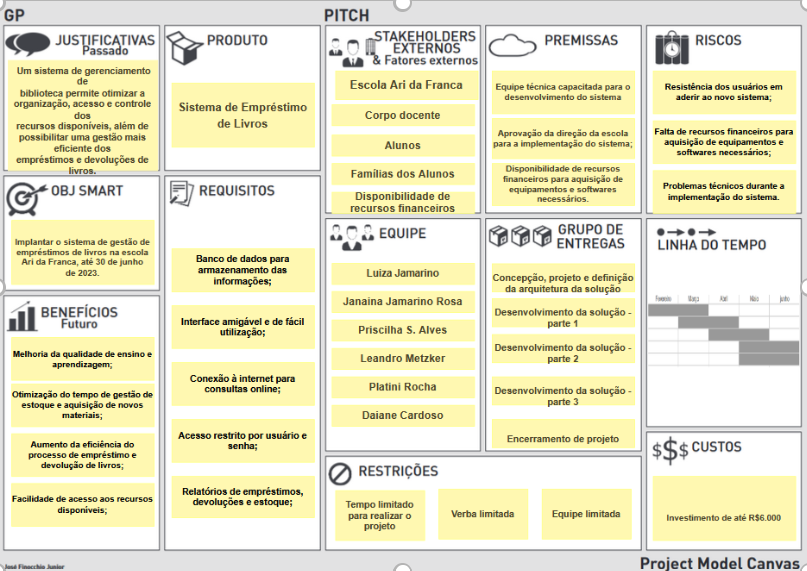 GP
PITCH
JUSTIFICATIVAS
Passado
Um sistema de gerenciamento
de
biblioteca permite otimizar a
organização, acesso e controle
dos
recursos disponíveis, além de
possibilitar uma gestão mais
eficiente dos
empréstimos e devoluções de
livros.
PRODUTO
Sistema de Empréstimo
de Livros
STAKEHOLDERS
EXTERNOS
& Fatores externos
Escola Ari da Franca
Corpo docente
Alunos
Famílias dos Alunos
Disponibilidade de
recursos financeiros
PREMISSAS
Equipe técnica capacitada para o
desenvolvimento do sistema
Aprovação da direção da escola
para a implementação do sistema;
Disponibilidade de recursos
financeiros para aquisição de
equipamentos e softwares
necessários.
RISCOS
Resistência dos usuários em
aderir ao novo sistema;
Falta de recursos financeiros para
aquisição de equipamentos e
softwares necessários;
Problemas técnicos durante a
implementação do sistema.
OBJ SMART
Implantar o sistema de gestão de
empréstimos de livros na escola
Ari da Franca, até 30 de junho
de 2023.
REQUISITOS
Banco de dados para
armazenamento das
informações;
Interface amigável e de fácil
utilização;
Conexão à internet para
consultas online;
Acesso restrito por usuário e
senha;
Relatórios de empréstimos,
devoluções e estoque;
EQUIPE
Luiza Jamarino
Janaina Jamarino Rosa
Priscilha S. Alves
Leandro Metzker
Platini Rocha
Daiane Cardoso
GRUPO DE
ENTREGAS
Concepção, projeto e definição
da arquitetura da solução
Desenvolvimento da solução -
parte 1
Desenvolvimento da solução -
parte 2
Desenvolvimento da solução -
parte 3
Encerramento de projeto
LINHA DO TEMPO
Fevereiro Março Abril Maio Junho
BENEFÍCIOS
Futuro
Melhoria da qualidade de ensino e
aprendizagem;
Otimização do tempo de gestão de
estoque e aquisição de novos
materiais;
Aumento da eficiência do
processo de empréstimo e
devolução de livros;
Facilidade de acesso aos recursos
disponíveis;
RESTRIÇÕES
Tempo limitado
para realizar o
projeto
Verba limitada
Equipe limitada
$$$ CUSTOS
Investimento de até R$6.000
José Finocchio Junior
Project Model Canvas